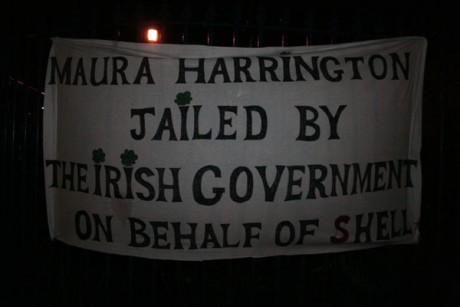 MAURA HARRINGTON
JAILED BY
THE IRISH GOVERNMENT
ON BEHALF OF SHELL